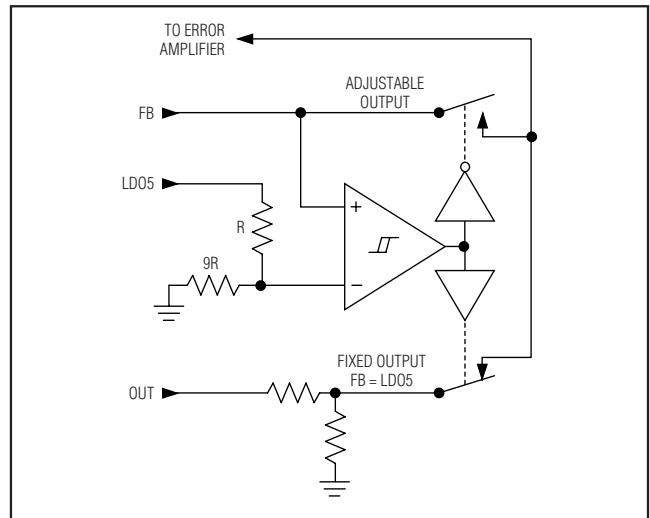 TO ERROR
AMPLIFIER
ADJUSTABLE
OUTPUT
FB
LDO5
R
+
9R
−
FIXED OUTPUT
FB = LDO5
OUT